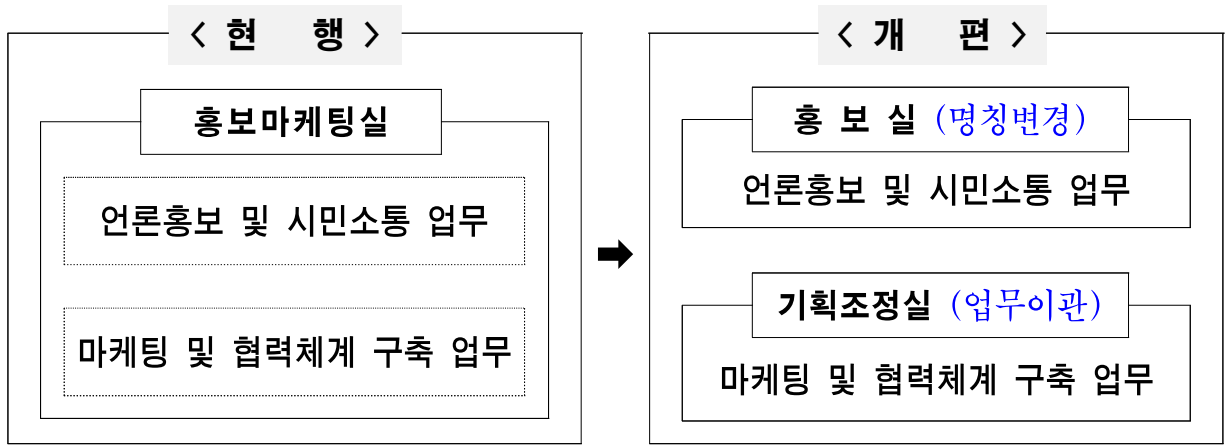 < 현 행 >
홍보마케팅실
언론홍보 및 시민소통 업무
마케팅 및 협력체계 구축 업무
< 개 편 >
홍 보 실 (명칭변경)
언론홍보 및 시민소통 업무
기획조정실 (업무이관)
마케팅 및 협력체계 구축 업무